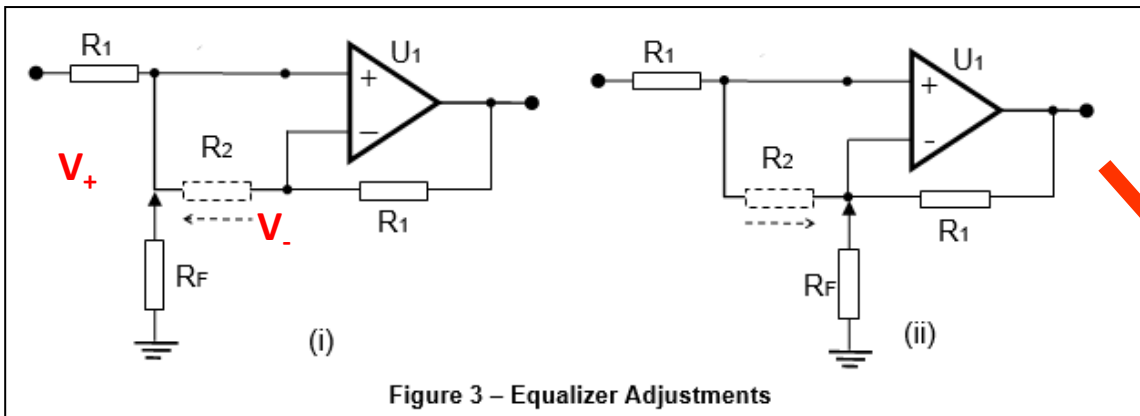 R1
U1
+
−
V+
R2
V-
R1
RF
(i)
R1
U1
+
-
R2
R1
RF
(ii)
Figure 3 – Equalizer Adjustments